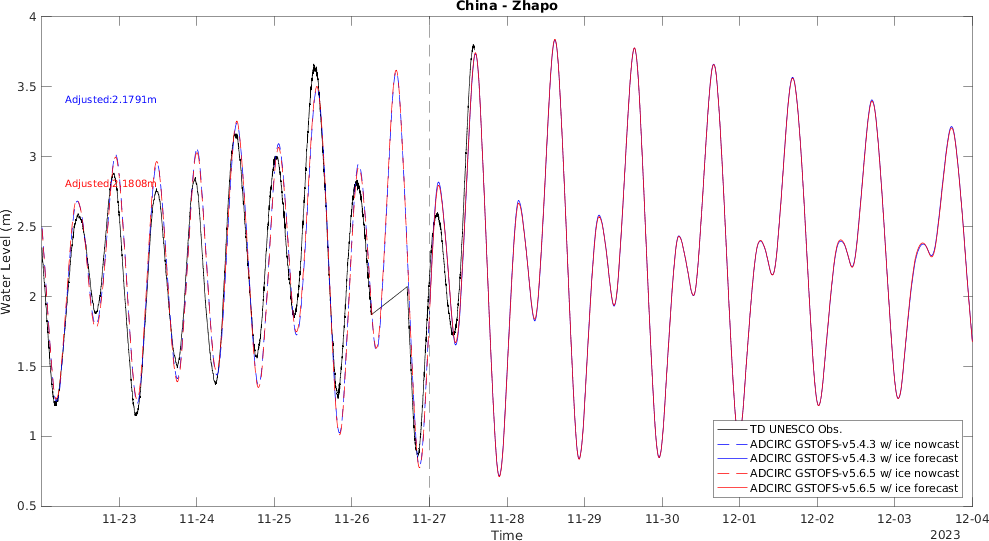 China - Zhapo
4
3.5
3
2.5
2
1.5
1
0.5
Water Level (m)
Adjusted:2.1791m
Adjusted:2.1808m
TD UNESCO Obs.
ADCIRC GSTOFS-v5.4.3 w/ ice nowcast
ADCIRC GSTOFS-v5.4.3 w/ ice forecast
ADCIRC GSTOFS-v5.6.5 w/ ice nowcast
ADCIRC GSTOFS-v5.6.5 w/ ice forecast
11-23 11-24 11-25 11-26 11-27 11-28 11-29 11-30 12-01 12-02 12-03 12-04
Time
2023